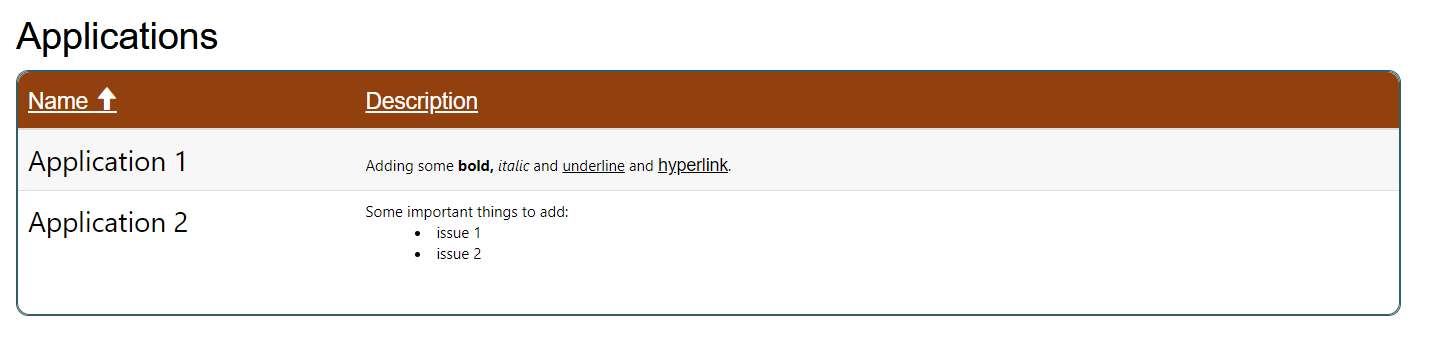 Applications
Name Description
Application 1 Adding some bold, italic and underline and hyperlink.
Application 2 Some important things to add:
• issue 1
• issue 2